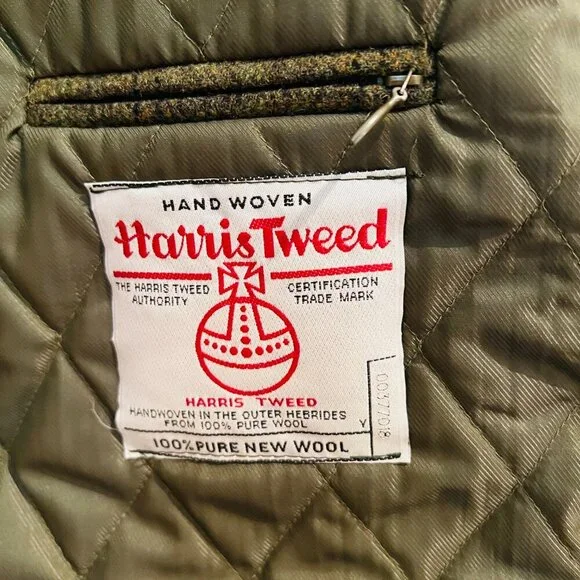 HAND WOVEN
Harris Tweed
THE HARRIS TWEED AUTHORITY
CERTIFICATION TRADE MARK
HARRIS TWEED
HANDWOVEN IN THE OUTER HEBRIDES
FROM 100% PURE WOOL
Y
00377018
100% PURE NEW WOOL